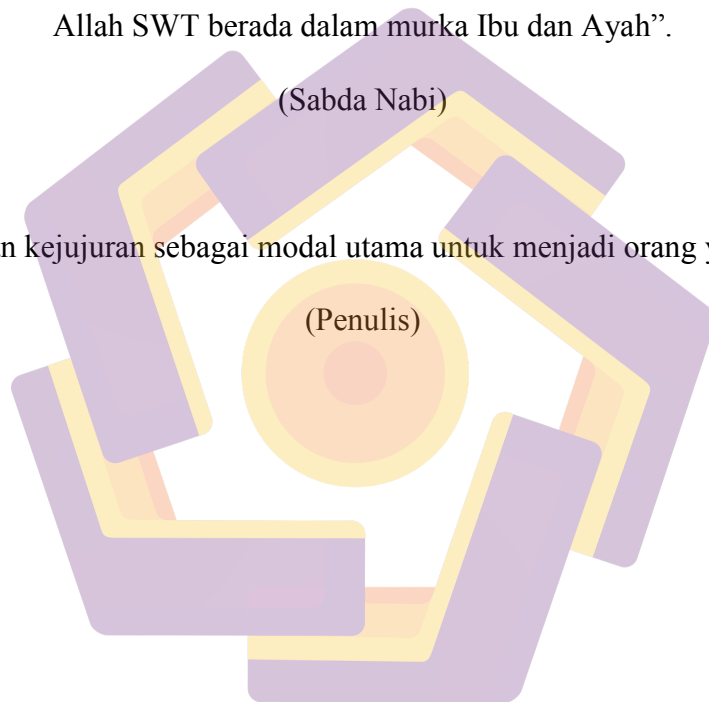 Allah SWT berada dalam murka Ibu dan Ayah”.
(Sabda Nabi)
kejujuran sebagai modal utama untuk menjadi orang
(Penulis)